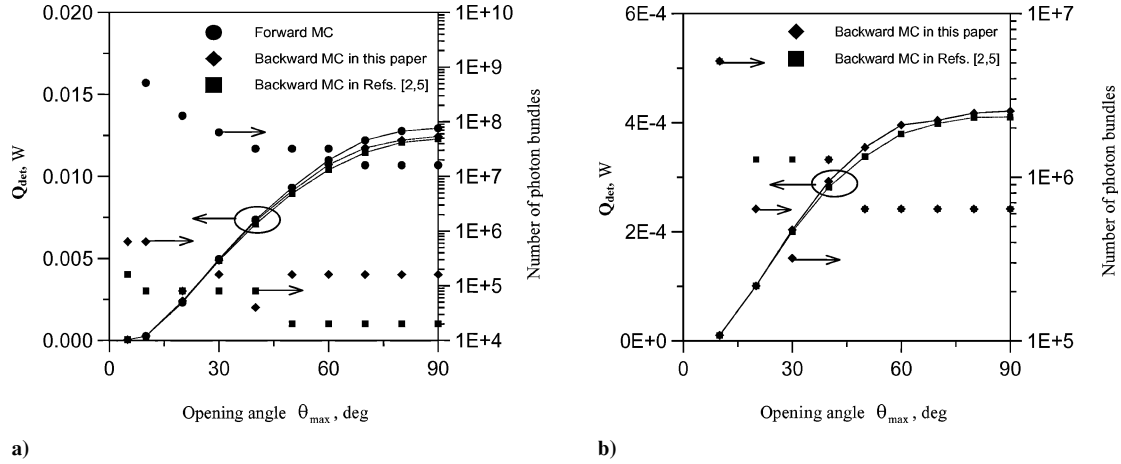 0.020
0.015
0.010
0.005
0.000
Q_det, W
Forward MC
Backward MC in this paper
Backward MC in Refs. [2,5]
1E+10
1E+9
1E+8
1E+7
1E+6
1E+5
1E+4
Number of photon bundles
0 30 60 90
Opening angle θ_max , deg
a)
6E-4
4E-4
2E-4
0E+0
Q_det, W
Backward MC in this paper
Backward MC in Refs. [2,5]
1E+7
1E+6
1E+5
Number of photon bundles
0 30 60 90
Opening angle θ_max , deg
b)